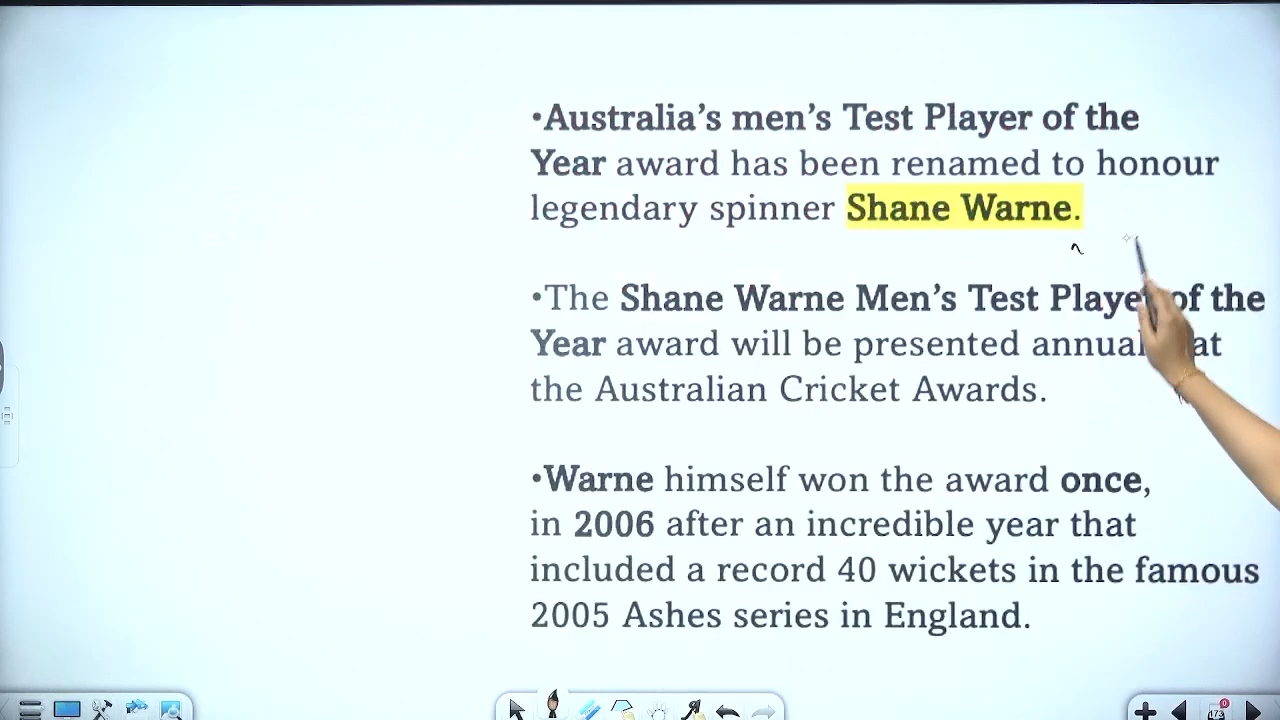 •Australia’s men’s Test Player of the
Year award has been renamed to honour
legendary spinner Shane Warne.
•The Shane Warne Men’s Test Player of the
Year award will be presented at
the Australian Cricket Awards.
•Warne himself won the award once,
in 2006 after an incredible year that
included a record 40 wickets in the famous
2005 Ashes series in England.
173
0